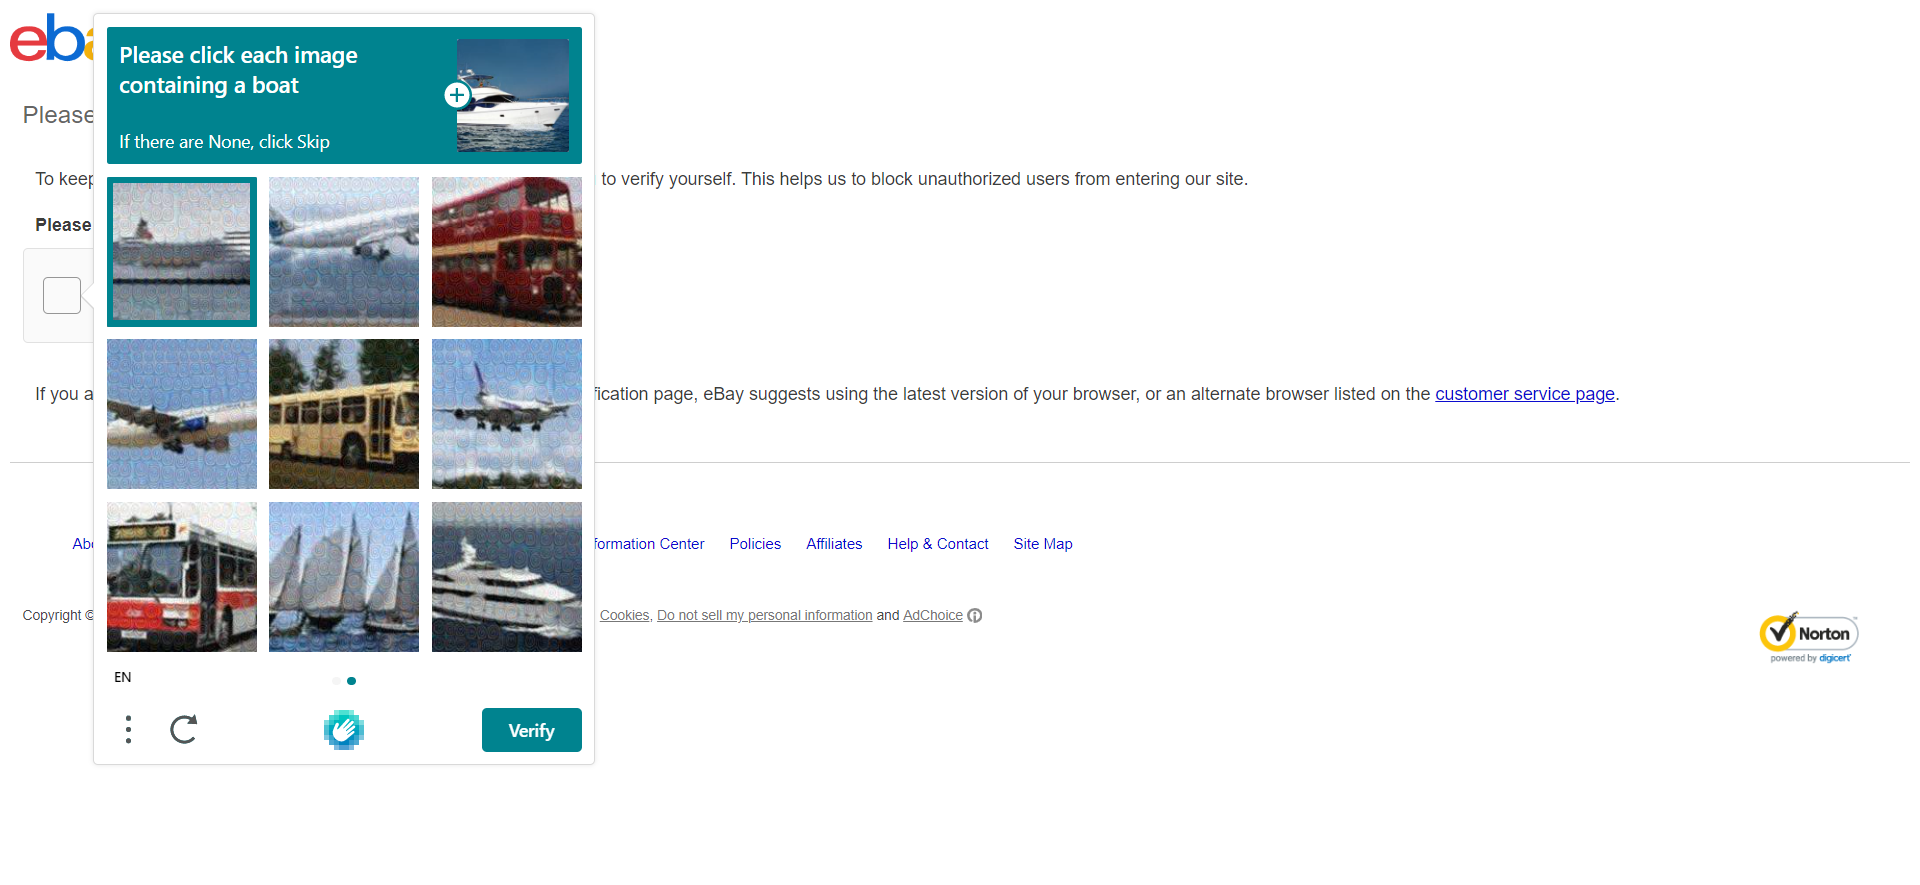 eba
Please click each image
containing a boat
If there are None, click Skip
Please
To keep
to verify yourself. This helps us to block unauthorized users from entering our site.
Please
If you a
fication page, eBay suggests using the latest version of your browser, or an alternate browser listed on the customer service page.
Abo
formation Center Policies Affiliates Help & Contact Site Map
Copyright ©
Cookies, Do not sell my personal information and AdChoice
Norton
powered by digicert
EN
Verify